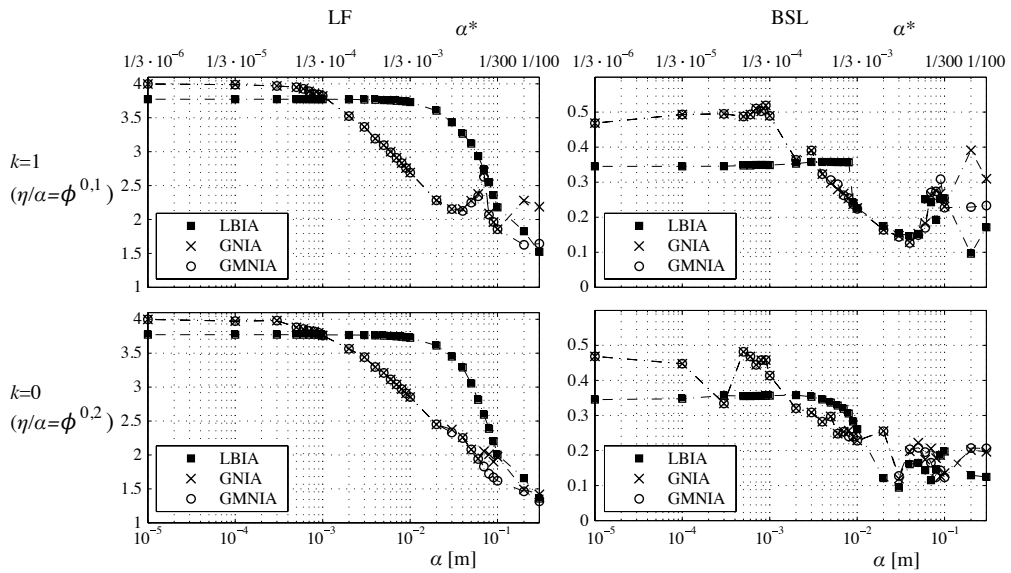 LF
BSL
α*
α*
1/3 · 10⁻⁶ 1/3 · 10⁻⁵ 1/3 · 10⁻⁴ 1/3 · 10⁻³ 1/300 1/100
1/3 · 10⁻⁶ 1/3 · 10⁻⁵ 1/3 · 10⁻⁴ 1/3 · 10⁻³ 1/300 1/100
k=1
(η/α=ϕ⁰,¹)
4
3.5
3
2.5
2
1.5
1
LBIA
GNIA
GMNIA
0.5
0.4
0.3
0.2
0.1
0
LBIA
GNIA
GMNIA
k=0
(η/α=ϕ⁰,²)
4
3.5
3
2.5
2
1.5
1
LBIA
GNIA
GMNIA
10⁻⁵ 10⁻⁴ 10⁻³ 10⁻² 10⁻¹
α [m]
0.5
0.4
0.3
0.2
0.1
0
LBIA
GNIA
GMNIA
10⁻⁵ 10⁻⁴ 10⁻³ 10⁻² 10⁻¹
α [m]